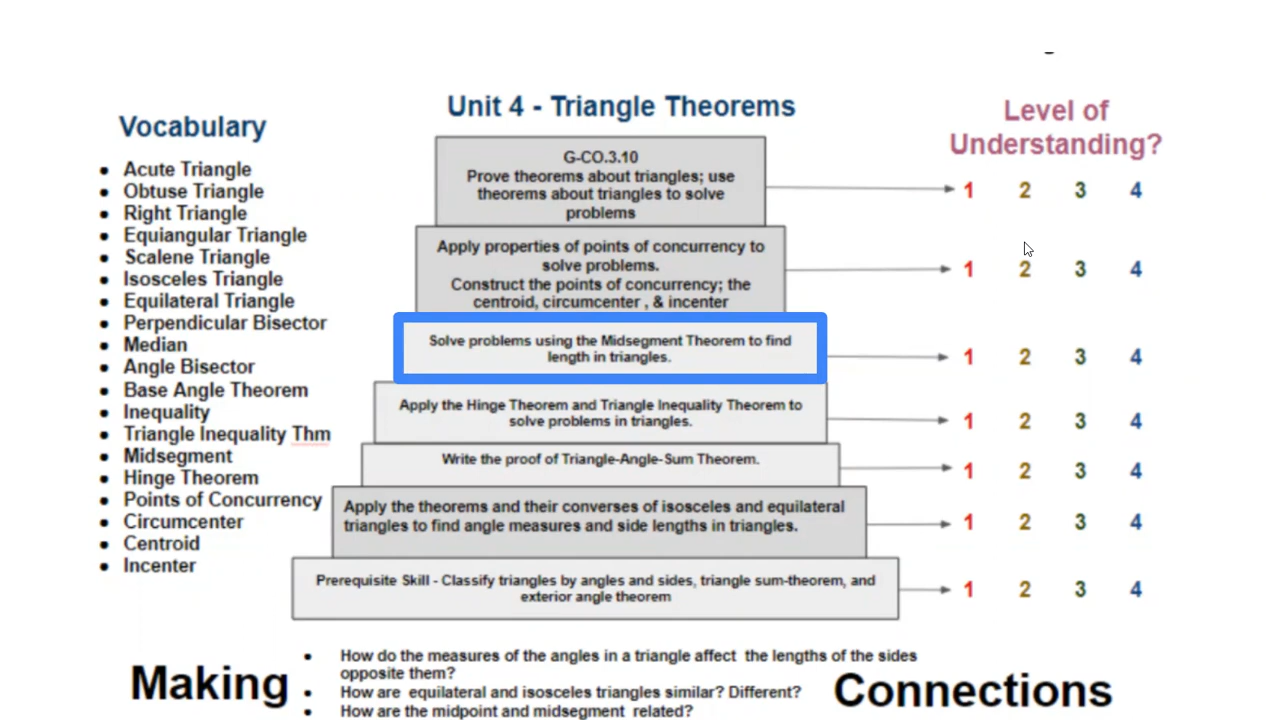 Unit 4 - Triangle Theorems
Vocabulary
Acute Triangle
Obtuse Triangle
Right Triangle
Equiangular Triangle
Scalene Triangle
Isosceles Triangle
Equilateral Triangle
Perpendicular Bisector
Median
Angle Bisector
Base Angle Theorem
Inequality
Triangle Inequality Thm
Midsegment
Hinge Theorem
Points of Concurrency
Circumcenter
Centroid
Incenter
G-CO.3.10
Prove theorems about triangles; use
theorems about triangles to solve
problems
Apply properties of points of concurrency to
solve problems.
Construct the points of concurrency; the
centroid, circumcenter , & incenter
Solve problems using the Midsegment Theorem to find
length in triangles.
Apply the Hinge Theorem and Triangle Inequality Theorem to
solve problems in triangles.
Write the proof of Triangle-Angle-Sum Theorem.
Apply the theorems and their converses of isosceles and equilateral
triangles to find angle measures and side lengths in triangles.
Prerequisite Skill - Classify triangles by angles and sides, triangle sum-theorem, and
exterior angle theorem
Level of
Understanding?
1 2 3 4
1 2 3 4
1 2 3 4
1 2 3 4
1 2 3 4
1 2 3 4
1 2 3 4
Making
How do the measures of the angles in a triangle affect the lengths of the sides
opposite them?
How are equilateral and isosceles triangles similar? Different?
How are the midpoint and midsegment related?
Connections